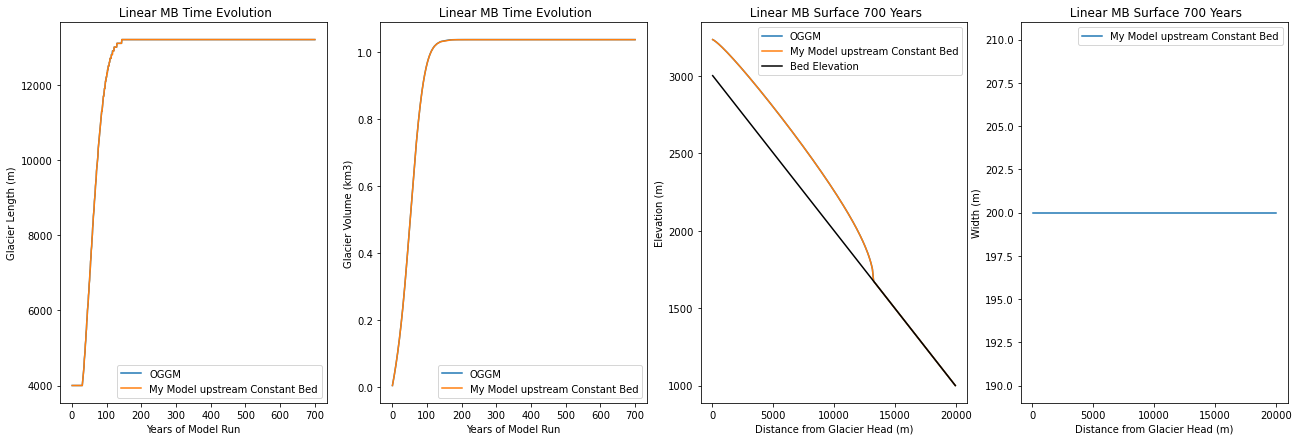 Linear MB Time Evolution
Glacier Length (m)
12000
10000
8000
6000
4000
OGGM
My Model upstream Constant Bed
0 100 200 300 400 500 600 700
Years of Model Run
Linear MB Time Evolution
Glacier Volume (km3)
1.0
0.8
0.6
0.4
0.2
0.0
OGGM
My Model upstream Constant Bed
0 100 200 300 400 500 600 700
Years of Model Run
Linear MB Surface 700 Years
Elevation (m)
OGGM
My Model upstream Constant Bed
Bed Elevation
3000
2500
2000
1500
1000
0 5000 10000 15000 20000
Distance from Glacier Head (m)
Linear MB Surface 700 Years
Width (m)
My Model upstream Constant Bed
210.0
207.5
205.0
202.5
200.0
197.5
195.0
192.5
190.0
0 5000 10000 15000 20000
Distance from Glacier Head (m)